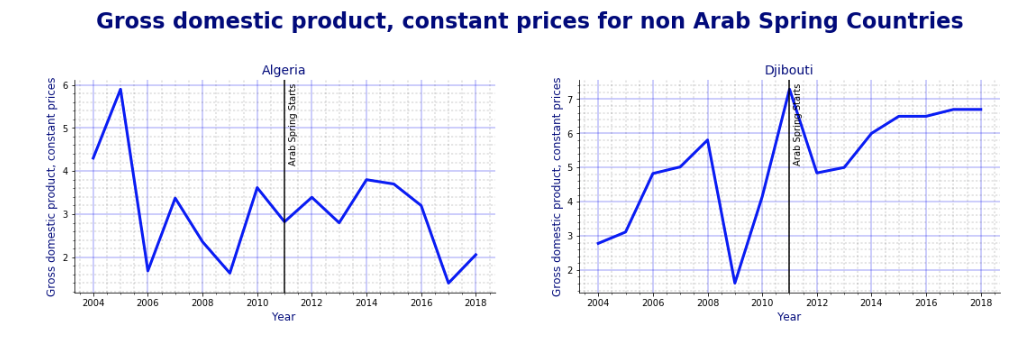 Gross domestic product, constant prices for non Arab Spring Countries
Algeria
Gross domestic product, constant prices
6
5
4
3
2
Arab Spring Starts
2004 2006 2008 2010 2012 2014 2016 2018
Year
Djibouti
Gross domestic product, constant prices
7
6
5
4
3
2
Arab Spring Starts
2004 2006 2008 2010 2012 2014 2016 2018
Year